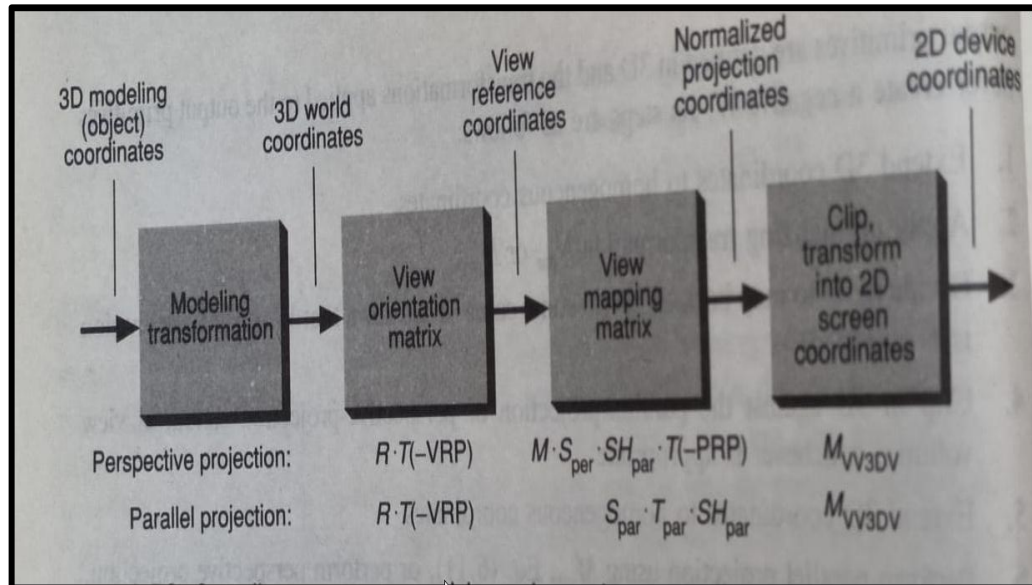 3D modeling
(object)
coordinates
3D world
coordinates
View
reference
coordinates
Normalized
projection
coordinates
2D device
coordinates
Modeling
transformation
View
orientation
matrix
View
mapping
matrix
Clip,
transform
into 2D
screen
coordinates
Perspective projection: R·T(–VRP) M·S_per·SH_par·T(–PRP) M_VV3DV
Parallel projection: R·T(–VRP) S_par·T_par·SH_par M_VV3DV